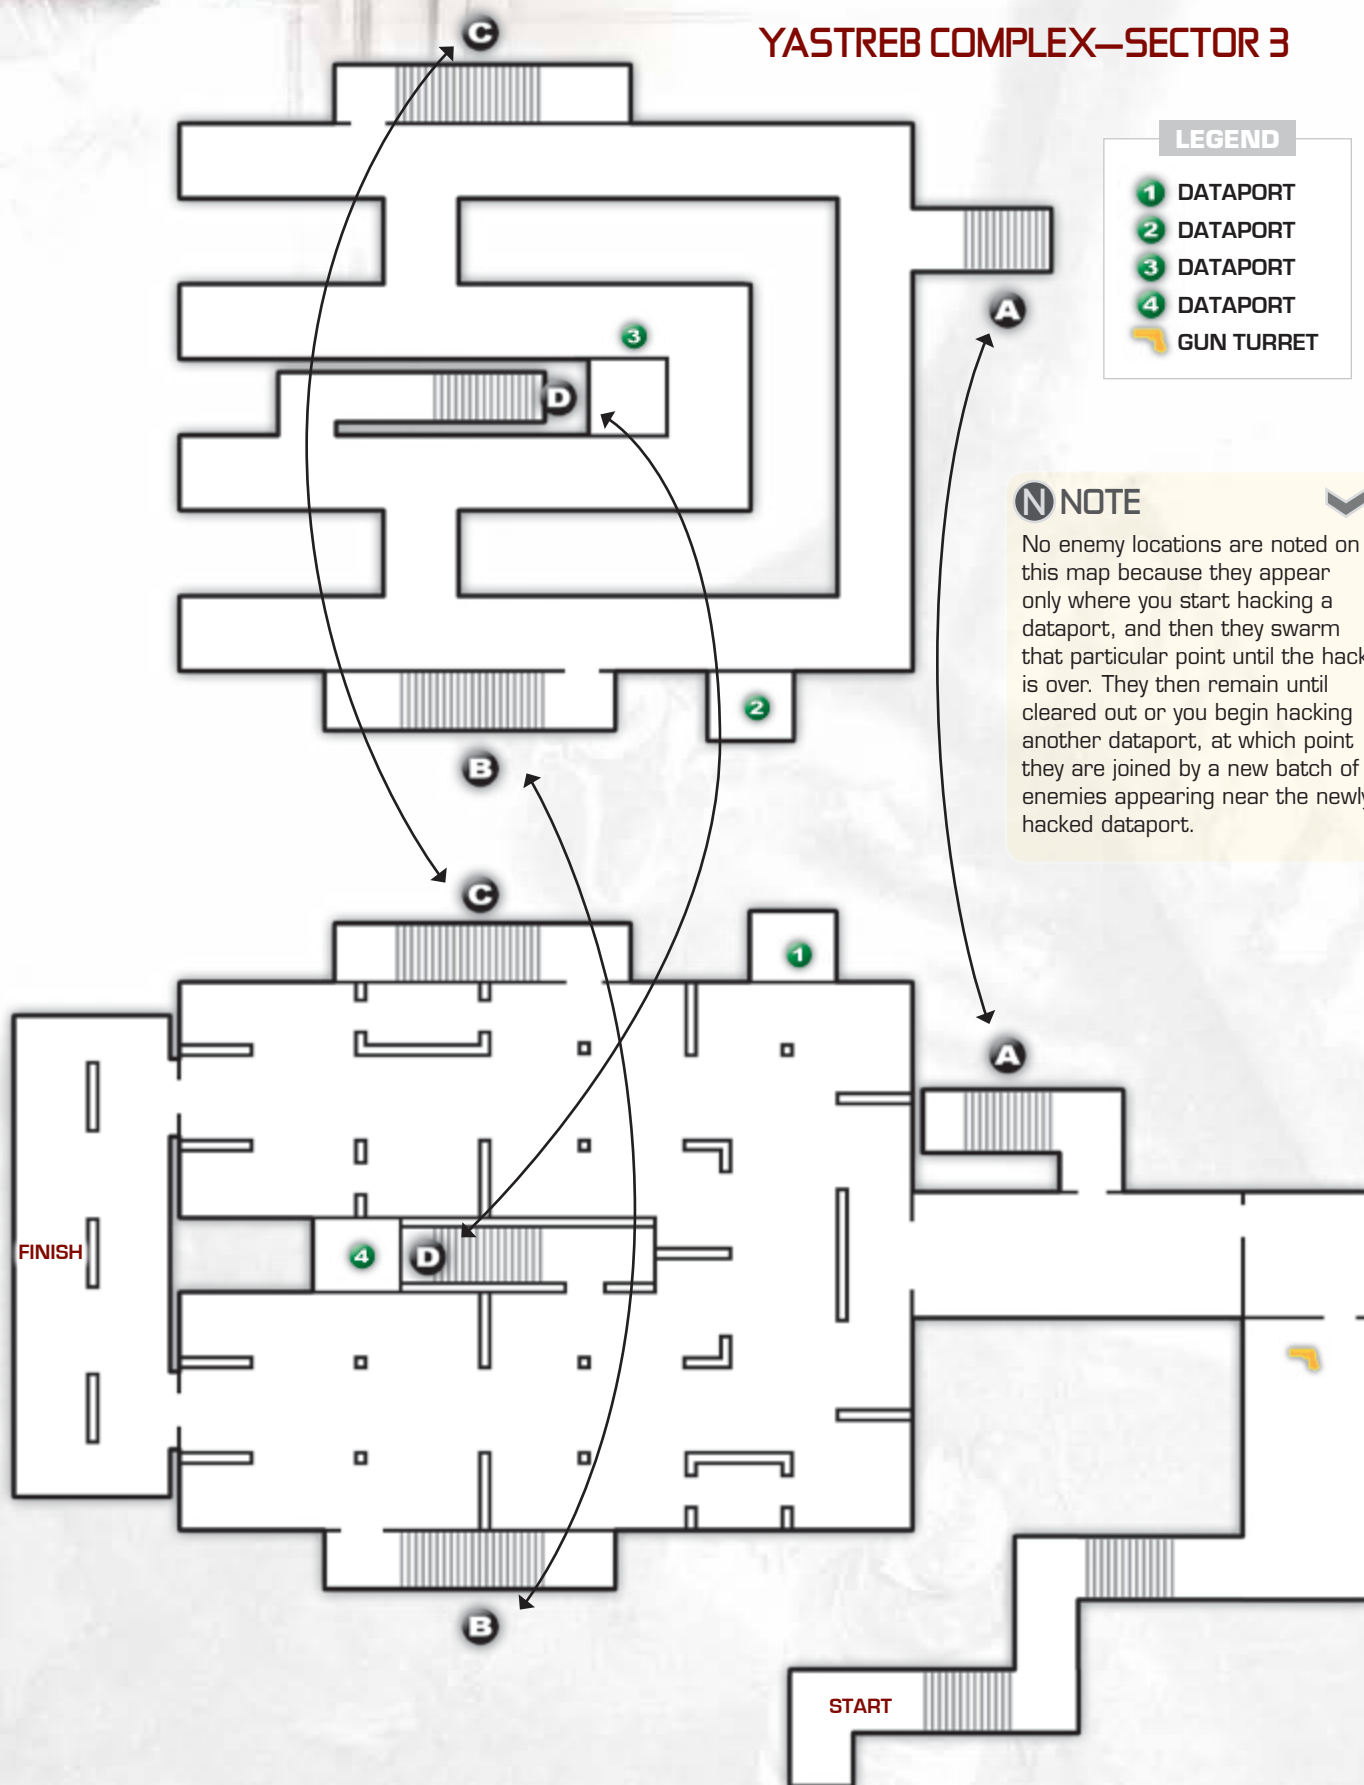 C
YASTREB COMPLEX—SECTOR 3
LEGEND
1 DATAPORT
2 DATAPORT
3 DATAPORT
4 DATAPORT
GUN TURRET
A
3
D
N NOTE
No enemy locations are noted on
this map because they appear
only where you start hacking a
dataport, and then they swarm
that particular point until the hack
is over. They then remain until
cleared out or you begin hacking
another dataport, at which point
they are joined by a new batch of
enemies appearing near the newly
hacked dataport.
2
B
C
1
A
FINISH
4
D
B
START